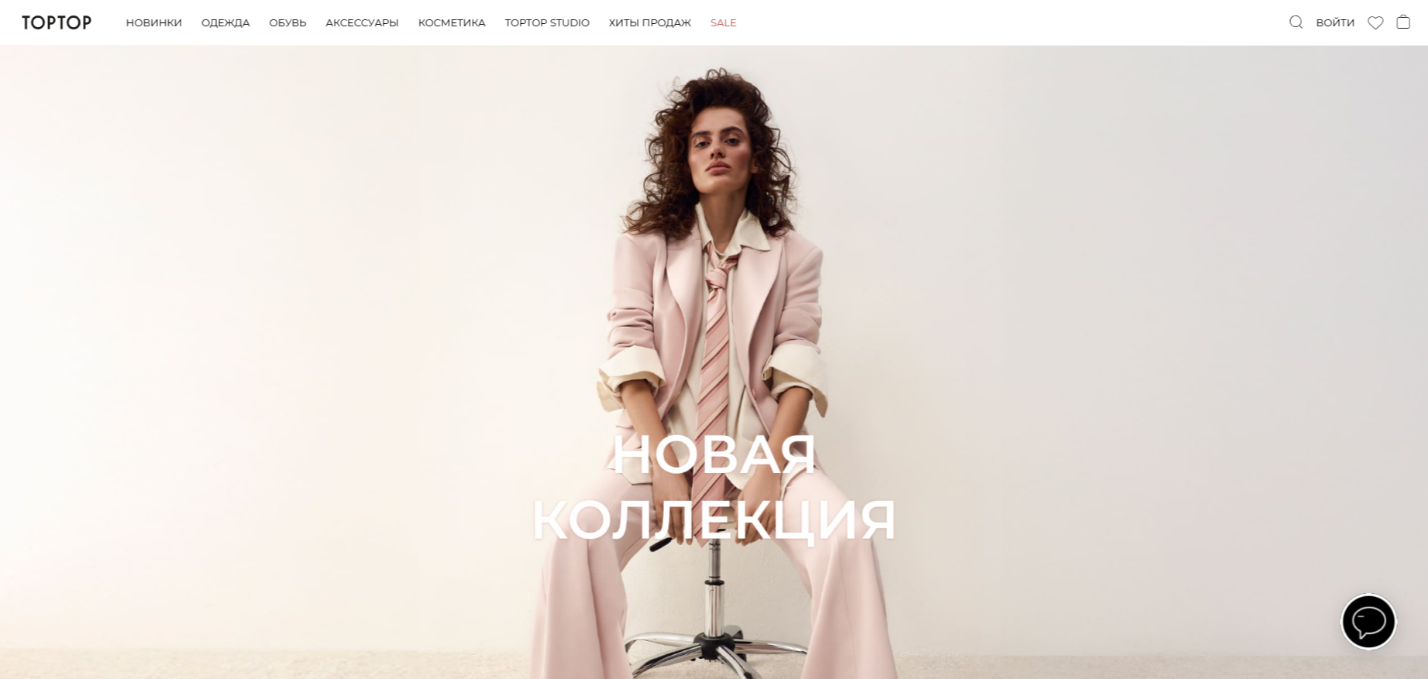 TOPTOP
НОВИНКИ
ОДЕЖДА
ОБУВЬ
АКСЕССУАРЫ
КОСМЕТИКА
TOPTOP STUDIO
ХИТЫ ПРОДАЖ
SALE
ВОЙТИ
НОВАЯ
КОЛЛЕКЦИЯ